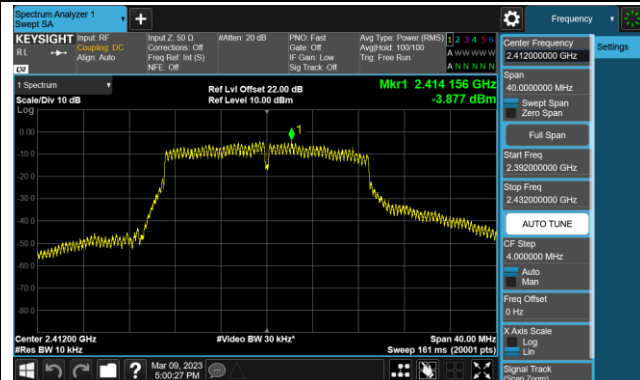 Spectrum Analyzer 1
Swept SA
Frequency
KEYSIGHT
RL
LXI
Input: RF
Coupling: DC
Align: Auto
Input Z: 50 Ω
Corrections: Off
Freq Ref: Int (S)
NFE: Off
#Atten: 20 dB
PNO: Fast
Gate: Off
IF Gain: Low
Sig Track: Off
Avg Type: Power (RMS)
Avg|Hold: 100/100
Trig: Free Run
1 2 3 4 5 6
A W W W W W
A N N N N N
Center Frequency
2.412000000 GHz
Settings
Span
40.0000000 MHz
Swept Span
Zero Span
Full Span
Start Freq
2.392000000 GHz
Stop Freq
2.432000000 GHz
AUTO TUNE
CF Step
4.000000 MHz
Auto
Man
Freq Offset
0 Hz
X Axis Scale
Log
Lin
Signal Track
(Span Zoom)
1 Spectrum
Scale/Div 10 dB
Log
Ref Lvl Offset 22.00 dB
Ref Level 10.00 dBm
Mkr1 2.414 156 GHz
-3.877 dBm
1
0.00
-10.0
-20.0
-30.0
-40.0
-50.0
-60.0
-70.0
-80.0
Center 2.41200 GHz
#Res BW 10 kHz
#Video BW 30 kHz*
Span 40.00 MHz
Sweep 161 ms (20001 pts)
?
Mar 09, 2023
5:00:27 PM